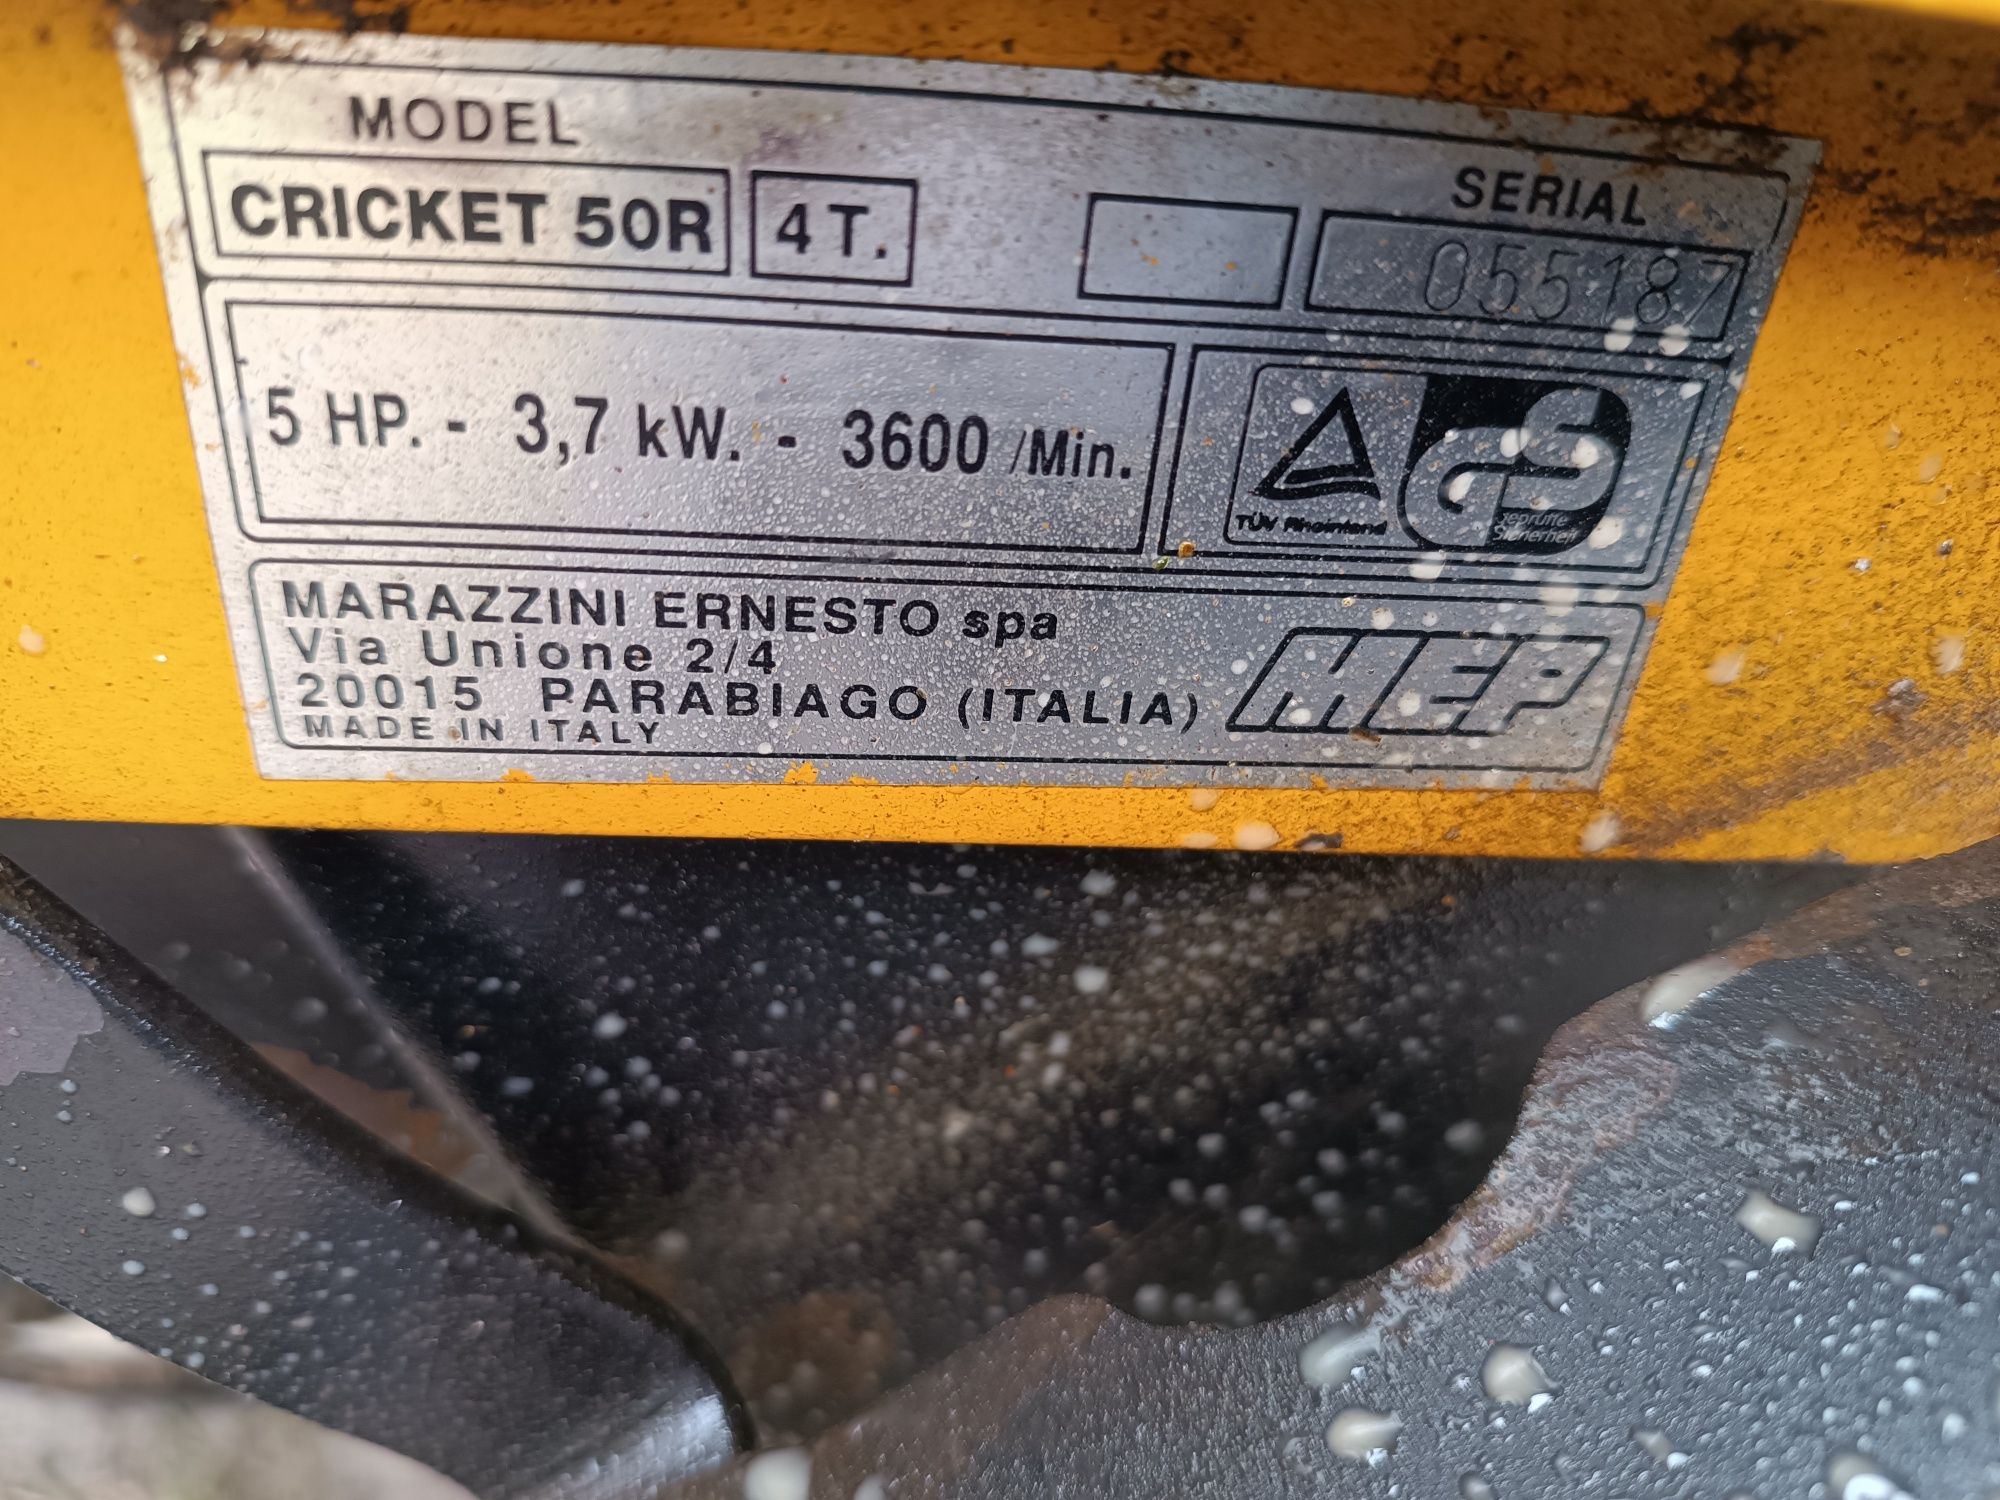 MODEL
SERIAL
CRICKET 50R 4 T. 055187
5 HP. - 3,7 kW. - 3600 /Min.
TÜV Rheinland
geprüfte
Sicherheit
MARAZZINI ERNESTO spa
Via Unione 2/4
20015 PARABIAGO (ITALIA)
MADE IN ITALY
MEP